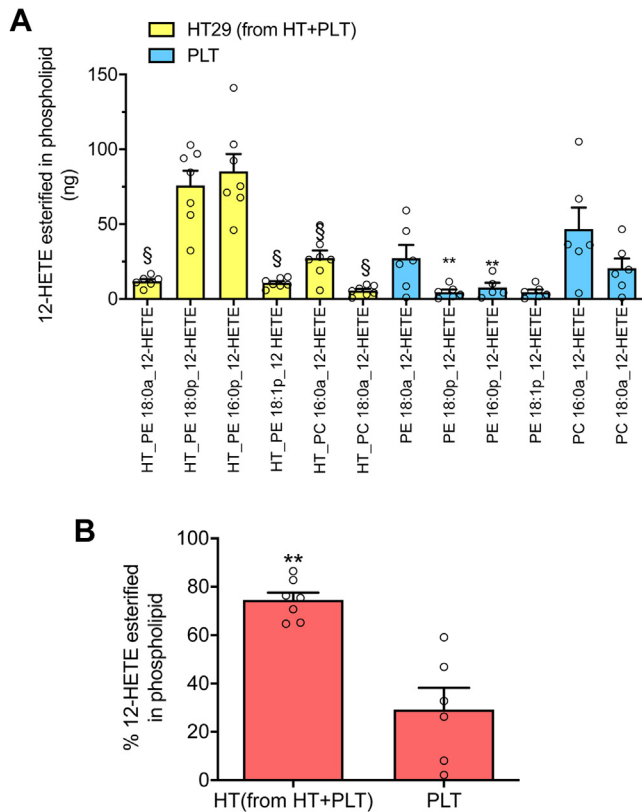 A
HT29 (from HT+PLT)
PLT
12-HETE esterified in phospholipid
(ng)
150
100
50
0
§
§
§
§
**
**
HT_PE 18:0a_12-HETE
HT_PE 18:0p_12-HETE
HT_PE 16:0p_12-HETE
HT_PE 18:1p_12 HETE
HT_PC 16:0a_12-HETE
HT_PC 18:0a_12-HETE
PE 18:0a_12-HETE
PE 18:0p_12-HETE
PE 16:0p_12-HETE
PE 18:1p_12-HETE
PC 16:0a_12-HETE
PC 18:0a_12-HETE
B
% 12-HETE esterified
in phospholipid
100
80
60
40
20
0
**
HT(from HT+PLT)
PLT